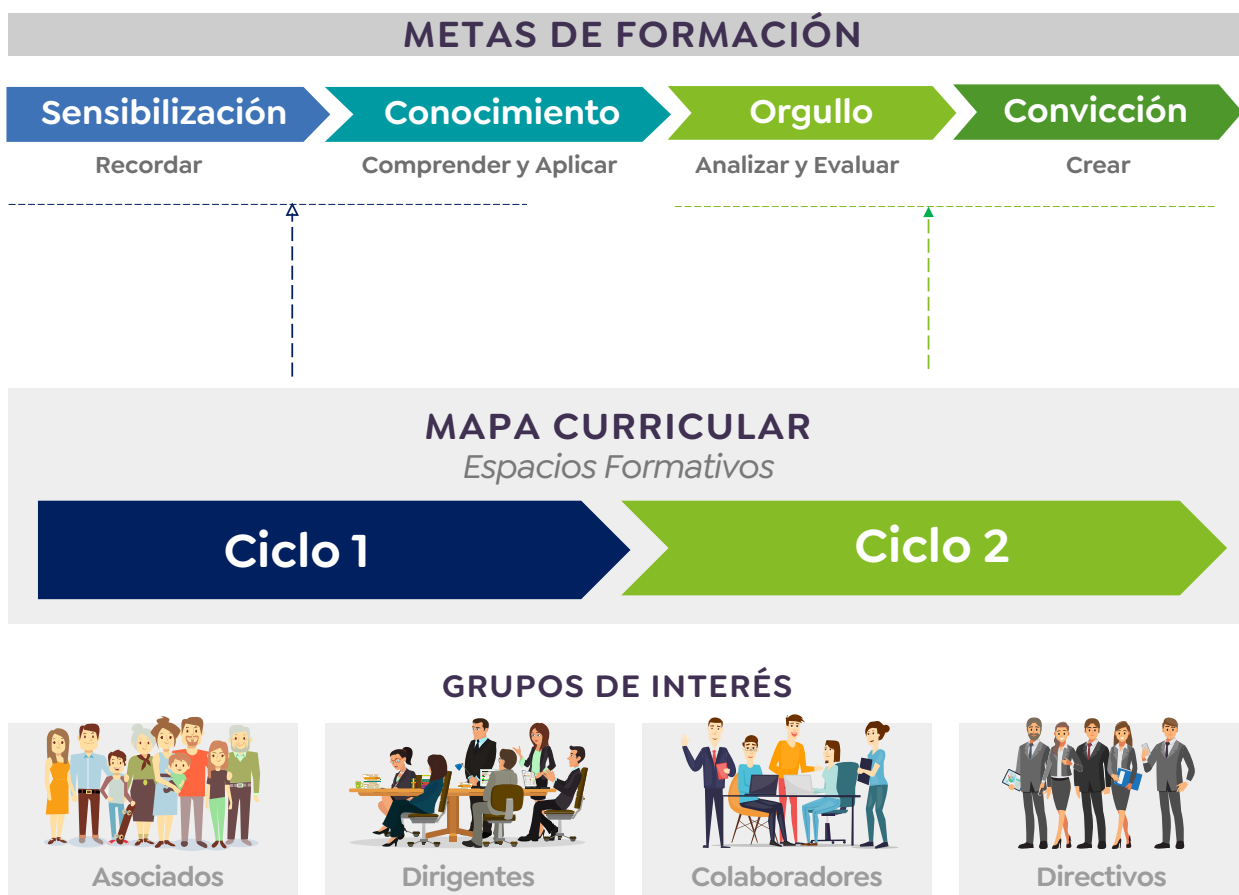 METAS DE FORMACIÓN
Sensibilización
Conocimiento
Orgullo
Convicción
Recordar
Comprender y Aplicar
Analizar y Evaluar
Crear
MAPA CURRICULAR
Espacios Formativos
Ciclo 1
Ciclo 2
GRUPOS DE INTERÉS
Asociados
Dirigentes
Colaboradores
Directivos